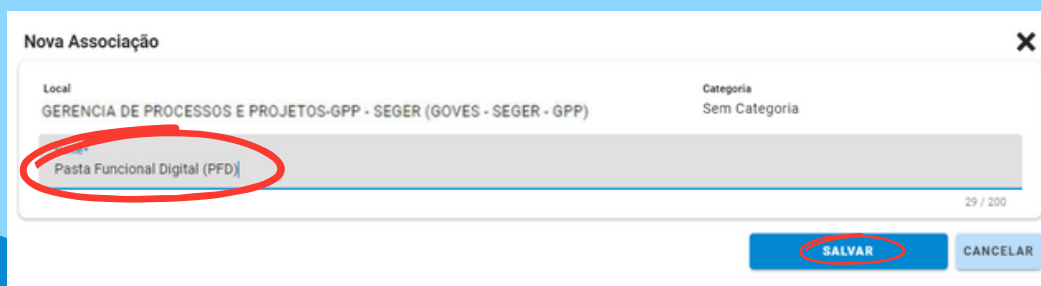 Nova Associação
Local
GERENCIA DE PROCESSOS E PROJETOS-GPP - SEGER (GOVES - SEGER - GPP)
Categoria
Sem Categoria
Pasta Funcional Digital (PFD)
29 / 200
SALVAR
CANCELAR